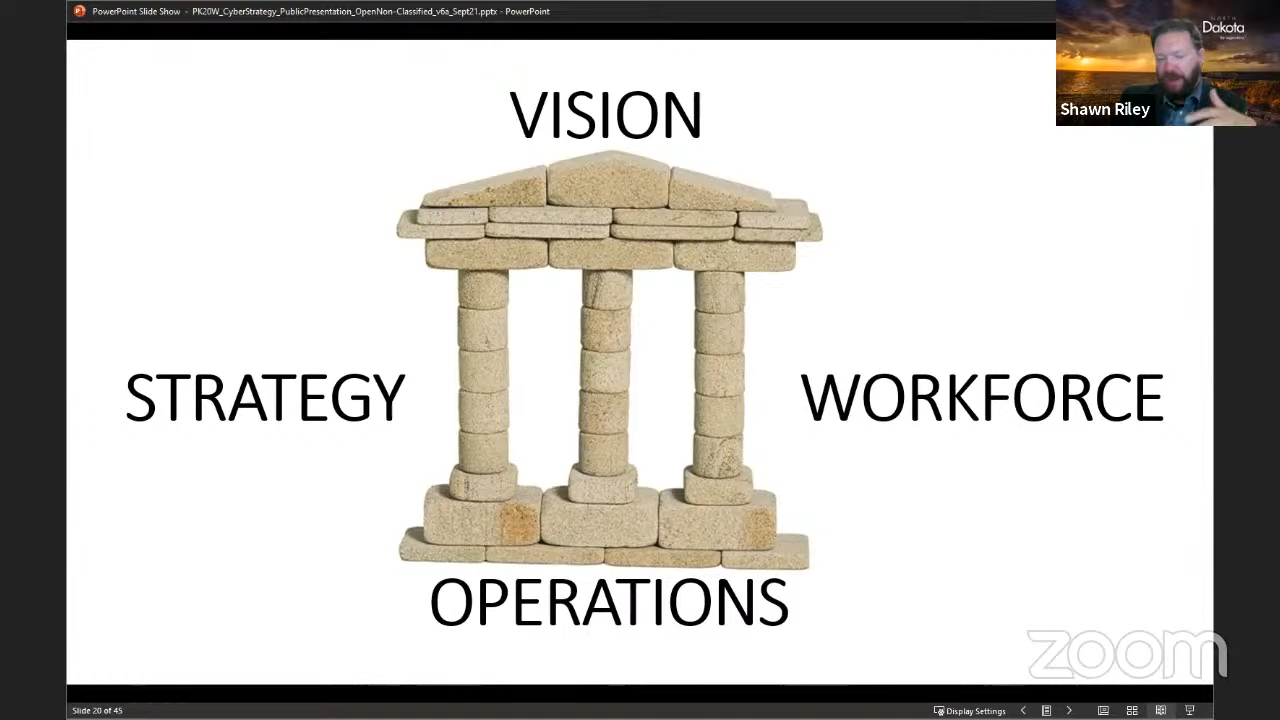 PowerPoint Slide Show - PK20W_CyberStrategy_PublicPresentation_OpenNon-Classified_v6a_Sept21.pptx - PowerPoint
NORTH
Dakota
Shawn Riley
VISION
STRATEGY
WORKFORCE
OPERATIONS
zoom
Slide 20 of 45
Display Settings